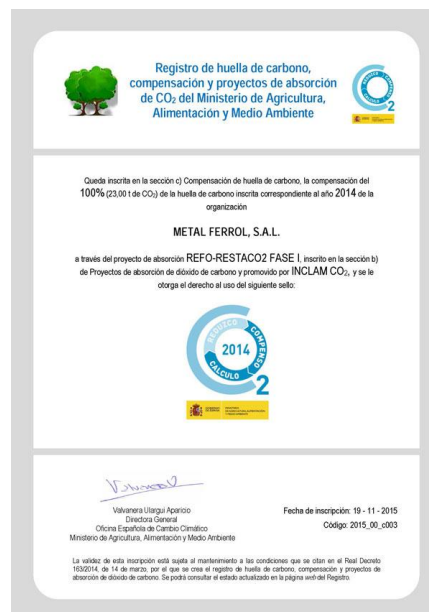 Registro de huella de carbono,
compensación y proyectos de absorción
de CO₂ del Ministerio de Agricultura,
Alimentación y Medio Ambiente
REDUZCO COMPENSO CALCULO
2
Queda inscrita en la sección c) Compensación de huella de carbono, la compensación del
100% (23,00 t de CO₂) de la huella de carbono inscrita correspondiente al año 2014 de la
organización
METAL FERROL, S.A.L.
a través del proyecto de absorción REFO-RESTACO2 FASE I, inscrito en la sección b)
de Proyectos de absorción de dióxido de carbono y promovido por INCLAM CO₂, y se le
otorga el derecho al uso del siguiente sello:
REDUZCO COMPENSO CALCULO
2014
2
Valvanera Ulargui Aparicio
Directora General
Oficina Española de Cambio Climático
Ministerio de Agricultura, Alimentación y Medio Ambiente
Fecha de inscripción: 19 - 11 - 2015
Código: 2015_00_c003
La validez de esta inscripción está sujeta al mantenimiento a las condiciones que se citan en el Real Decreto
163/2014, de 14 de marzo, por el que se crea el registro de huella de carbono, compensación y proyectos de
absorción de dióxido de carbono. Se podrá consultar el estado actualizado en la página web del Registro.